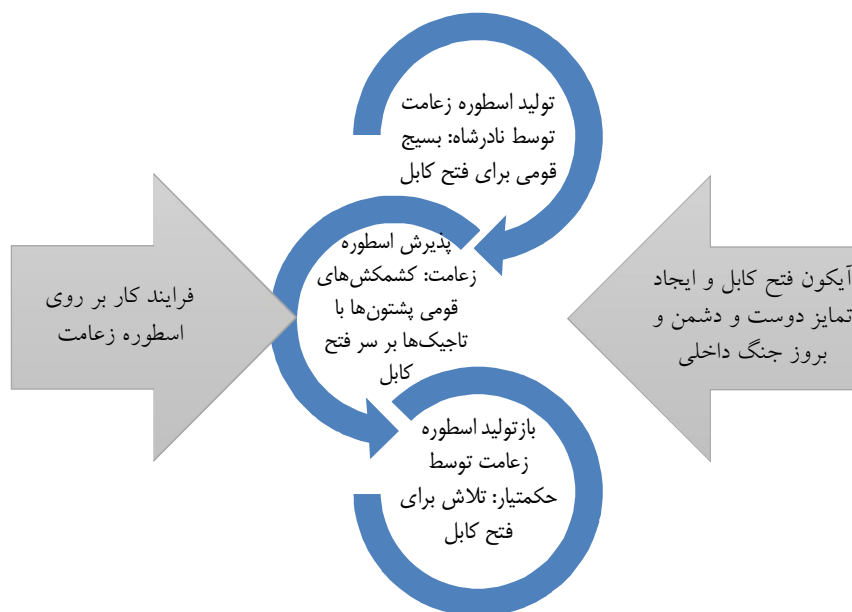 تولید اسطوره زعامت
توسط نادرشاه: بسیج
قومی برای فتح کابل
پذیرش اسطوره
زعامت: کشمکش‌های
قومی پشتون‌ها با
تاجیک‌ها بر سر فتح
کابل
بازتولید اسطوره
زعامت توسط
حکمتیار: تلاش برای
فتح کابل
آیکون فتح کابل و ایجاد
تمایز دوست و دشمن و
بروز جنگ داخلی
فرایند کار بر روی
اسطوره زعامت